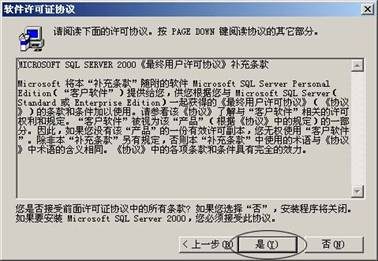 软件许可证协议
请阅读下面的许可协议。按 PAGE DOWN 键阅读协议的其它部分。
MICROSOFT SQL SERVER 2000《最终用户许可协议》补充条款
Microsoft 将本“补充条款”随附的软件 Microsoft SQL Server Personal
Edition(“客户软件”)提供给您，供您根据您与 Microsoft SQL Server(
Standard 或 Enterprise Edition)一起获得的《最终用户许可协议》(《协议
》)的条款和条件加以使用。请参看该《协议》了解与“客户软件”相关的许可
权利和规定。“客户软件”被视为该“产品”(根据《协议》中的规定)的一部
分。因此，如果您没有该“产品”的一份有效许可副本，您无权使用“客户软件
”。除非本“补充条款”另有规定，否则本“补充条款”中使用的术语与《协议
》中术语的含义相同。《协议》中的各项条款和条件具有完全的效力。
您是否接受前面许可证协议中的所有条款？如果您选择“否”，安装程序将关闭。
如果要安装 Microsoft SQL Server 2000，您必须接受此协议。
< 上一步(B) 是(Y) 否(N)